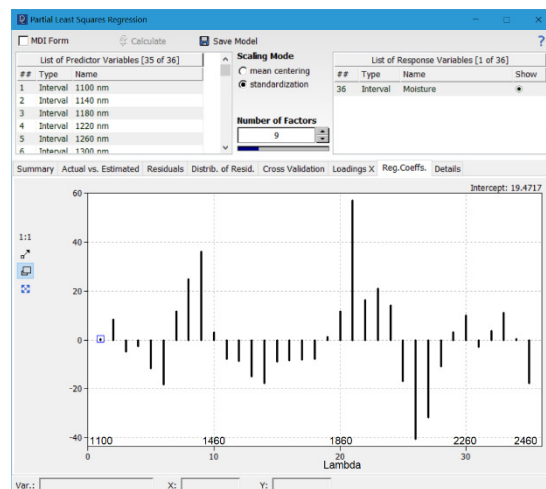 Partial Least Squares Regression
MDI Form Calculate Save Model ?
List of Predictor Variables [35 of 36]
## Type Name
1 Interval 1100 nm
2 Interval 1140 nm
3 Interval 1180 nm
4 Interval 1220 nm
5 Interval 1260 nm
6 Interval 1300 nm
Scaling Mode
mean centering
standardization
Number of Factors
9
List of Response Variables [1 of 36]
## Type Name Show
36 Interval Moisture
Summary Actual vs. Estimated Residuals Distrib. of Resid. Cross Validation Loadings X Reg.Coeffs. Details
Intercept: 19.4717
1:1
60
40
20
0
-20
-40
1100 1460 1860 2260 2460
0 10 20 30
Lambda
Var.: X: Y: